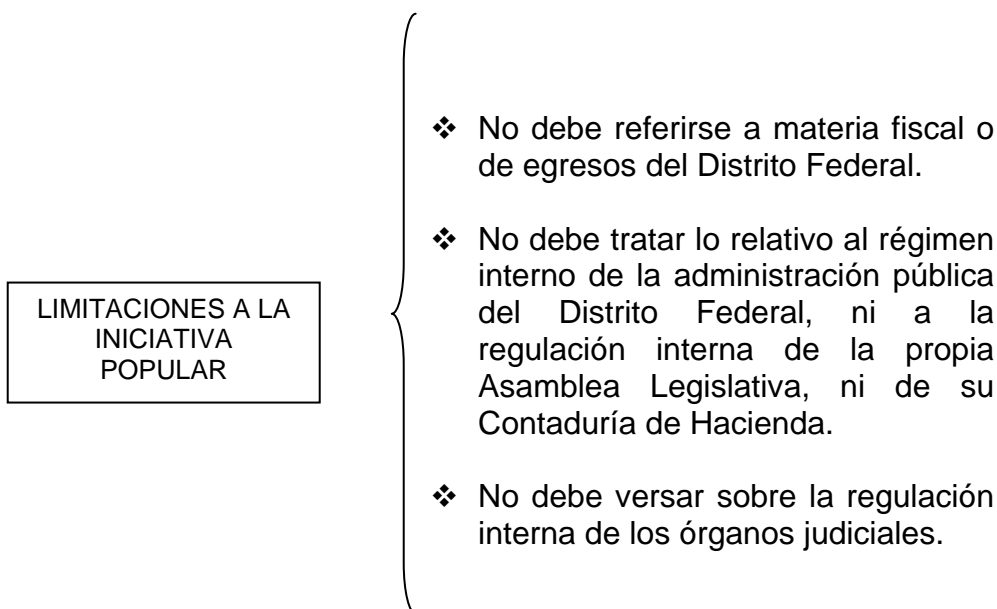 LIMITACIONES A LA
INICIATIVA
POPULAR
❖ No debe referirse a materia fiscal o
de egresos del Distrito Federal.
❖ No debe tratar lo relativo al régimen
interno de la administración pública
del Distrito Federal, ni a la
regulación interna de la propia
Asamblea Legislativa, ni de su
Contaduría de Hacienda.
❖ No debe versar sobre la regulación
interna de los órganos judiciales.